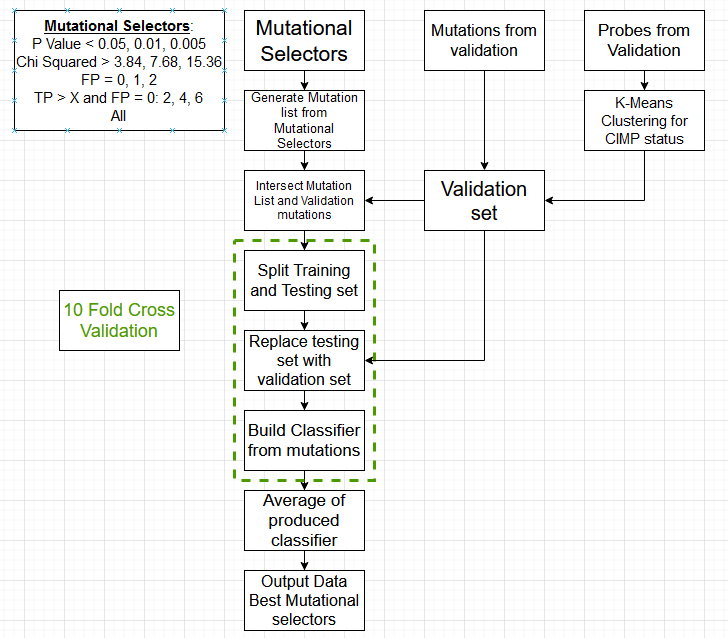 Mutational Selectors:
P Value < 0.05, 0.01, 0.005
Chi Squared > 3.84, 7.68, 15.36
FP = 0, 1, 2
TP > X and FP = 0: 2, 4, 6
All
Mutational
Selectors
Mutations from
validation
Probes from
Validation
Generate Mutation
list from
Mutational
Selectors
K-Means
Clustering for
CIMP status
Intersect Mutation
List and Validation
mutations
Validation
set
Split Training
and Testing set
10 Fold Cross
Validation
Replace testing
set with
validation set
Build Classifier
from mutations
Average of
produced
classifier
Output Data
Best Mutational
selectors